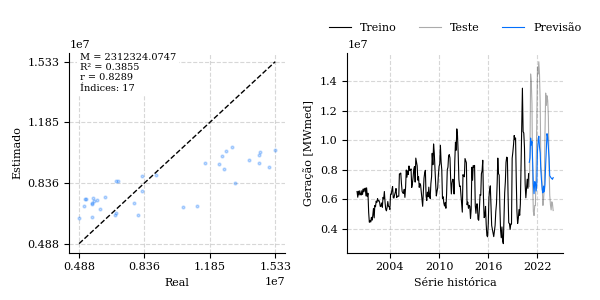 Treino Teste Previsão
1e7
M = 2312324.0747
R² = 0.3855
r = 0.8289
Índices: 17
1.533
1.185
0.836
0.488
Estimado
0.488 0.836 1.185 1.533
1e7
Real
1e7
1.4
1.2
1.0
0.8
0.6
0.4
Geração [MWmed]
2004 2010 2016 2022
Série histórica